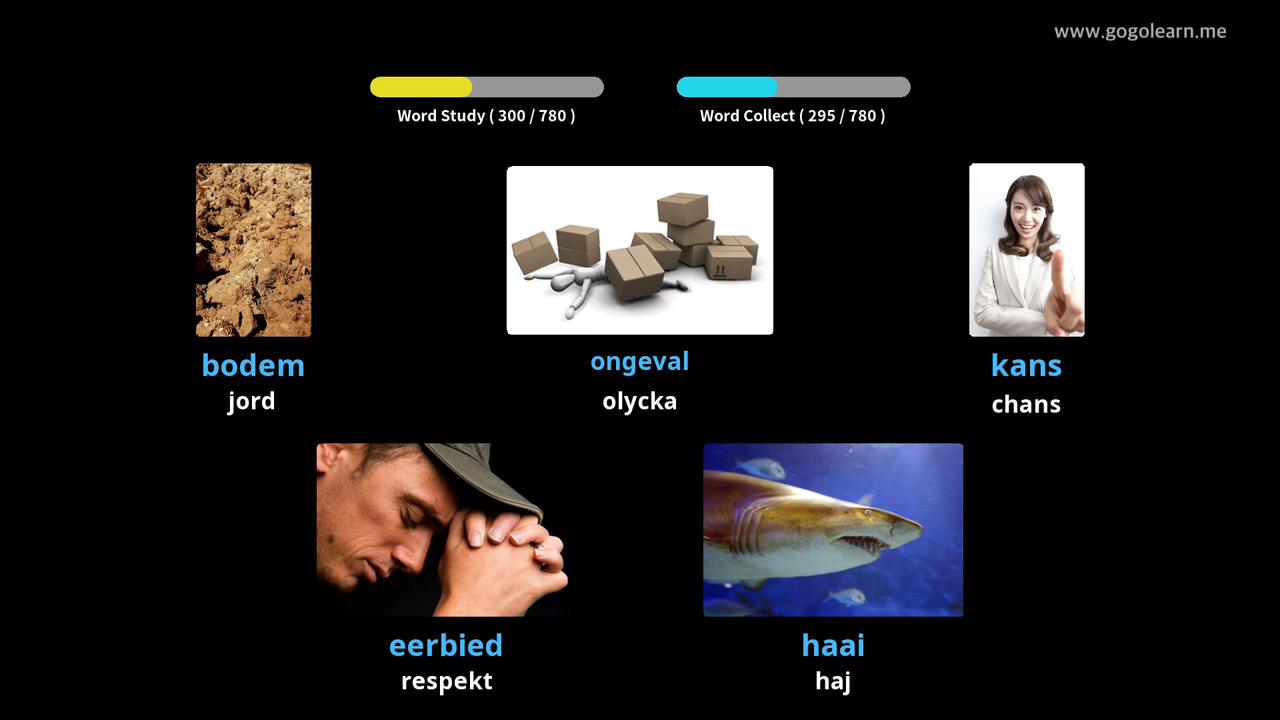 www.gogolearn.me
Word Study ( 300 / 780 )
Word Collect ( 295 / 780 )
bodem
jord
ongeval
olycka
kans
chans
eerbied
respekt
haai
haj